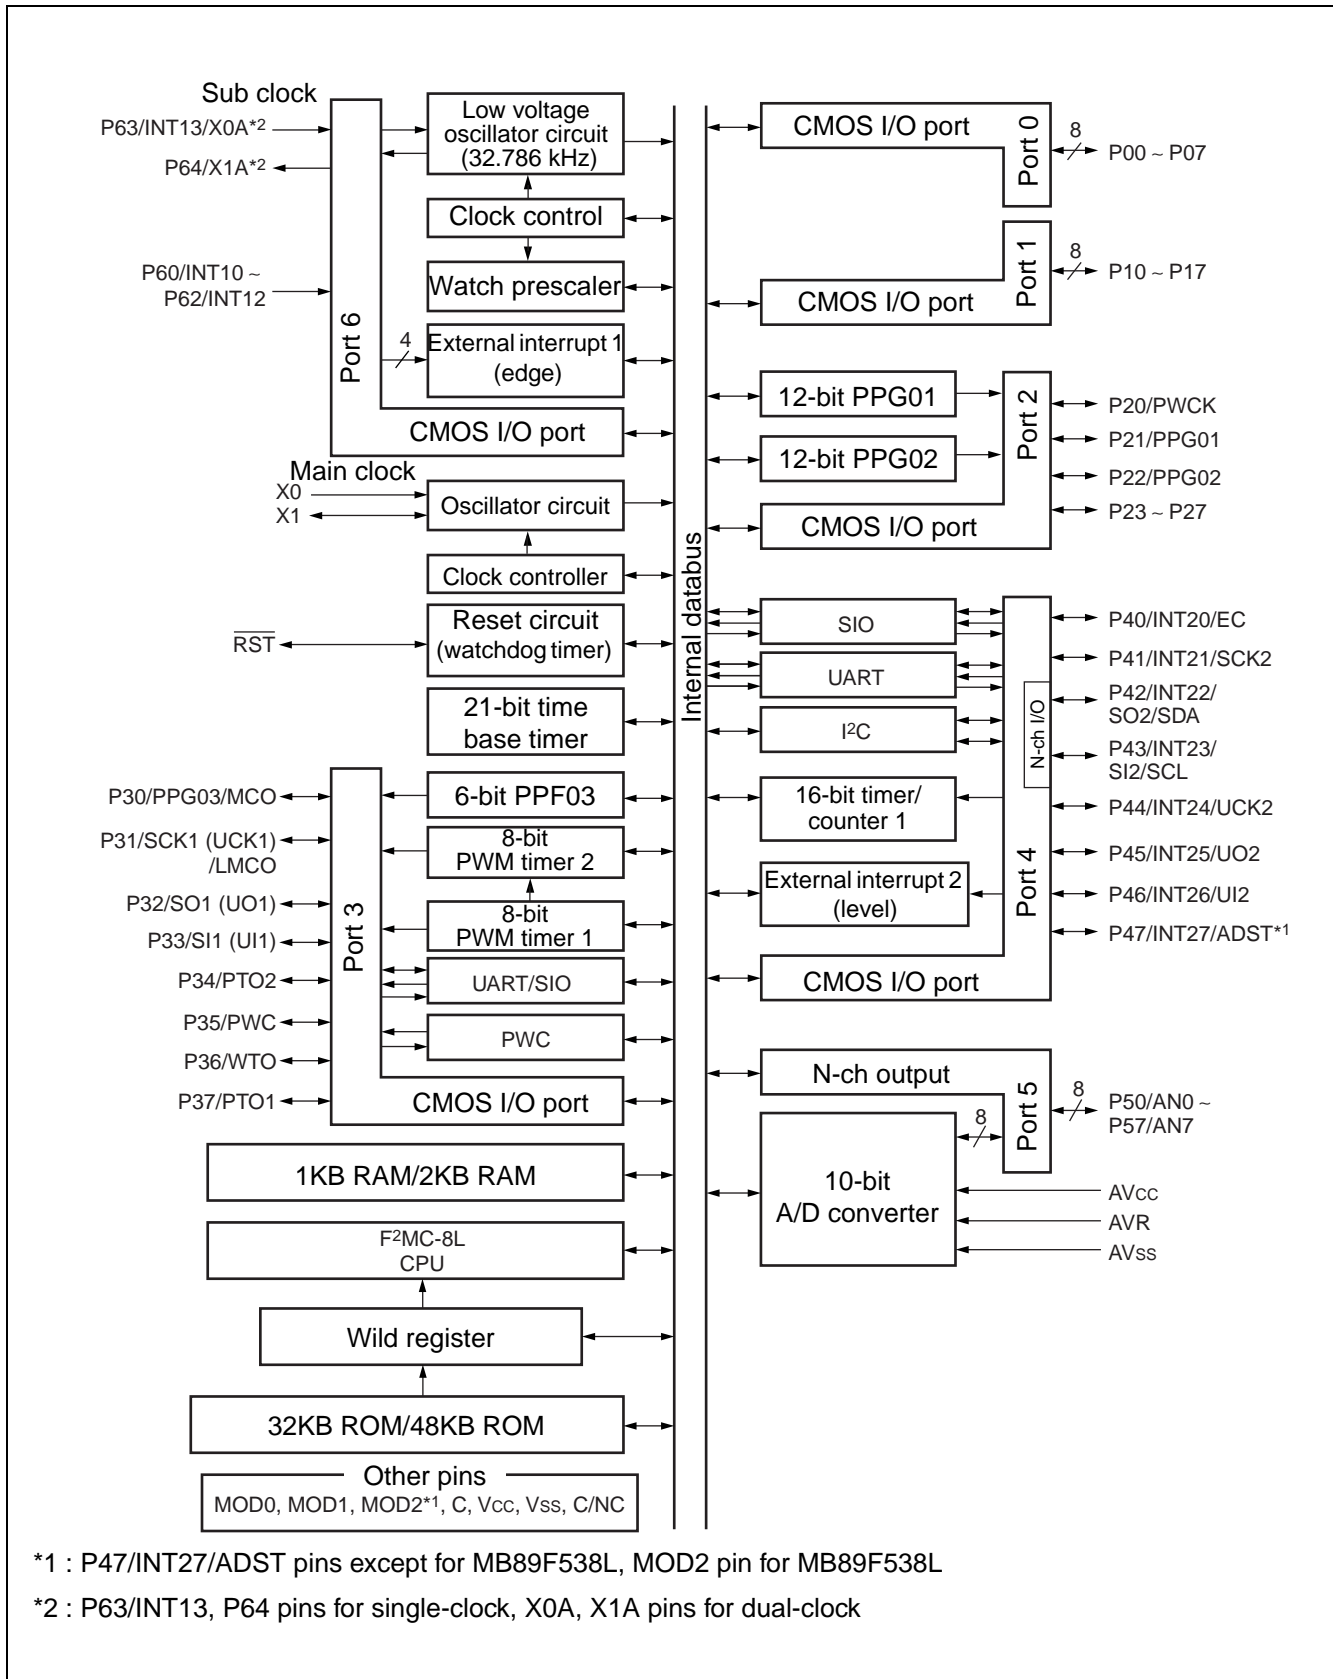 Sub clock
P63/INT13/X0A*2
P64/X1A*2
P60/INT10 ~
P62/INT12
Port 6
Low voltage
oscillator circuit
(32.786 kHz)
Clock control
Watch prescaler
4
External interrupt 1
(edge)
CMOS I/O port
Main clock
X0
X1
Oscillator circuit
Clock controller
RST
Reset circuit
(watchdog timer)
21-bit time
base timer
P30/PPG03/MCO
P31/SCK1 (UCK1)
/LMCO
P32/SO1 (UO1)
P33/SI1 (UI1)
P34/PTO2
P35/PWC
P36/WTO
P37/PTO1
Port 3
6-bit PPF03
8-bit
PWM timer 2
8-bit
PWM timer 1
UART/SIO
PWC
CMOS I/O port
1KB RAM/2KB RAM
F2MC-8L
CPU
Wild register
32KB ROM/48KB ROM
Other pins
MOD0, MOD1, MOD2*1, C, Vcc, Vss, C/NC
Internal databus
CMOS I/O port
Port 0
8
P00 ~ P07
Port 1
8
P10 ~ P17
CMOS I/O port
12-bit PPG01
12-bit PPG02
CMOS I/O port
Port 2
P20/PWCK
P21/PPG01
P22/PPG02
P23 ~ P27
SIO
UART
I2C
16-bit timer/
counter 1
External interrupt 2
(level)
CMOS I/O port
N-ch I/O
Port 4
P40/INT20/EC
P41/INT21/SCK2
P42/INT22/
SO2/SDA
P43/INT23/
SI2/SCL
P44/INT24/UCK2
P45/INT25/UO2
P46/INT26/UI2
P47/INT27/ADST*1
N-ch output
Port 5
8
P50/AN0 ~
P57/AN7
8
10-bit
A/D converter
AVcc
AVR
AVss
*1 : P47/INT27/ADST pins except for MB89F538L, MOD2 pin for MB89F538L
*2 : P63/INT13, P64 pins for single-clock, X0A, X1A pins for dual-clock